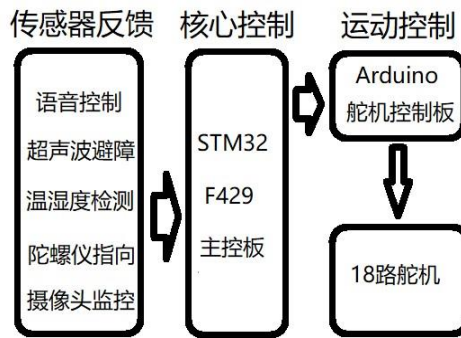 传感器反馈
语音控制
超声波避障
温湿度检测
陀螺仪指向
摄像头监控
核心控制
STM32
F429
主控板
运动控制
Arduino
舵机控制板
18路舵机